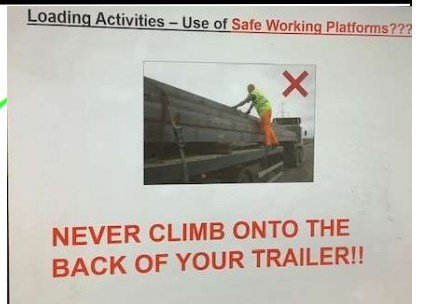 Loading Activities – Use of Safe Working Platforms???
NEVER CLIMB ONTO THE
BACK OF YOUR TRAILER!!